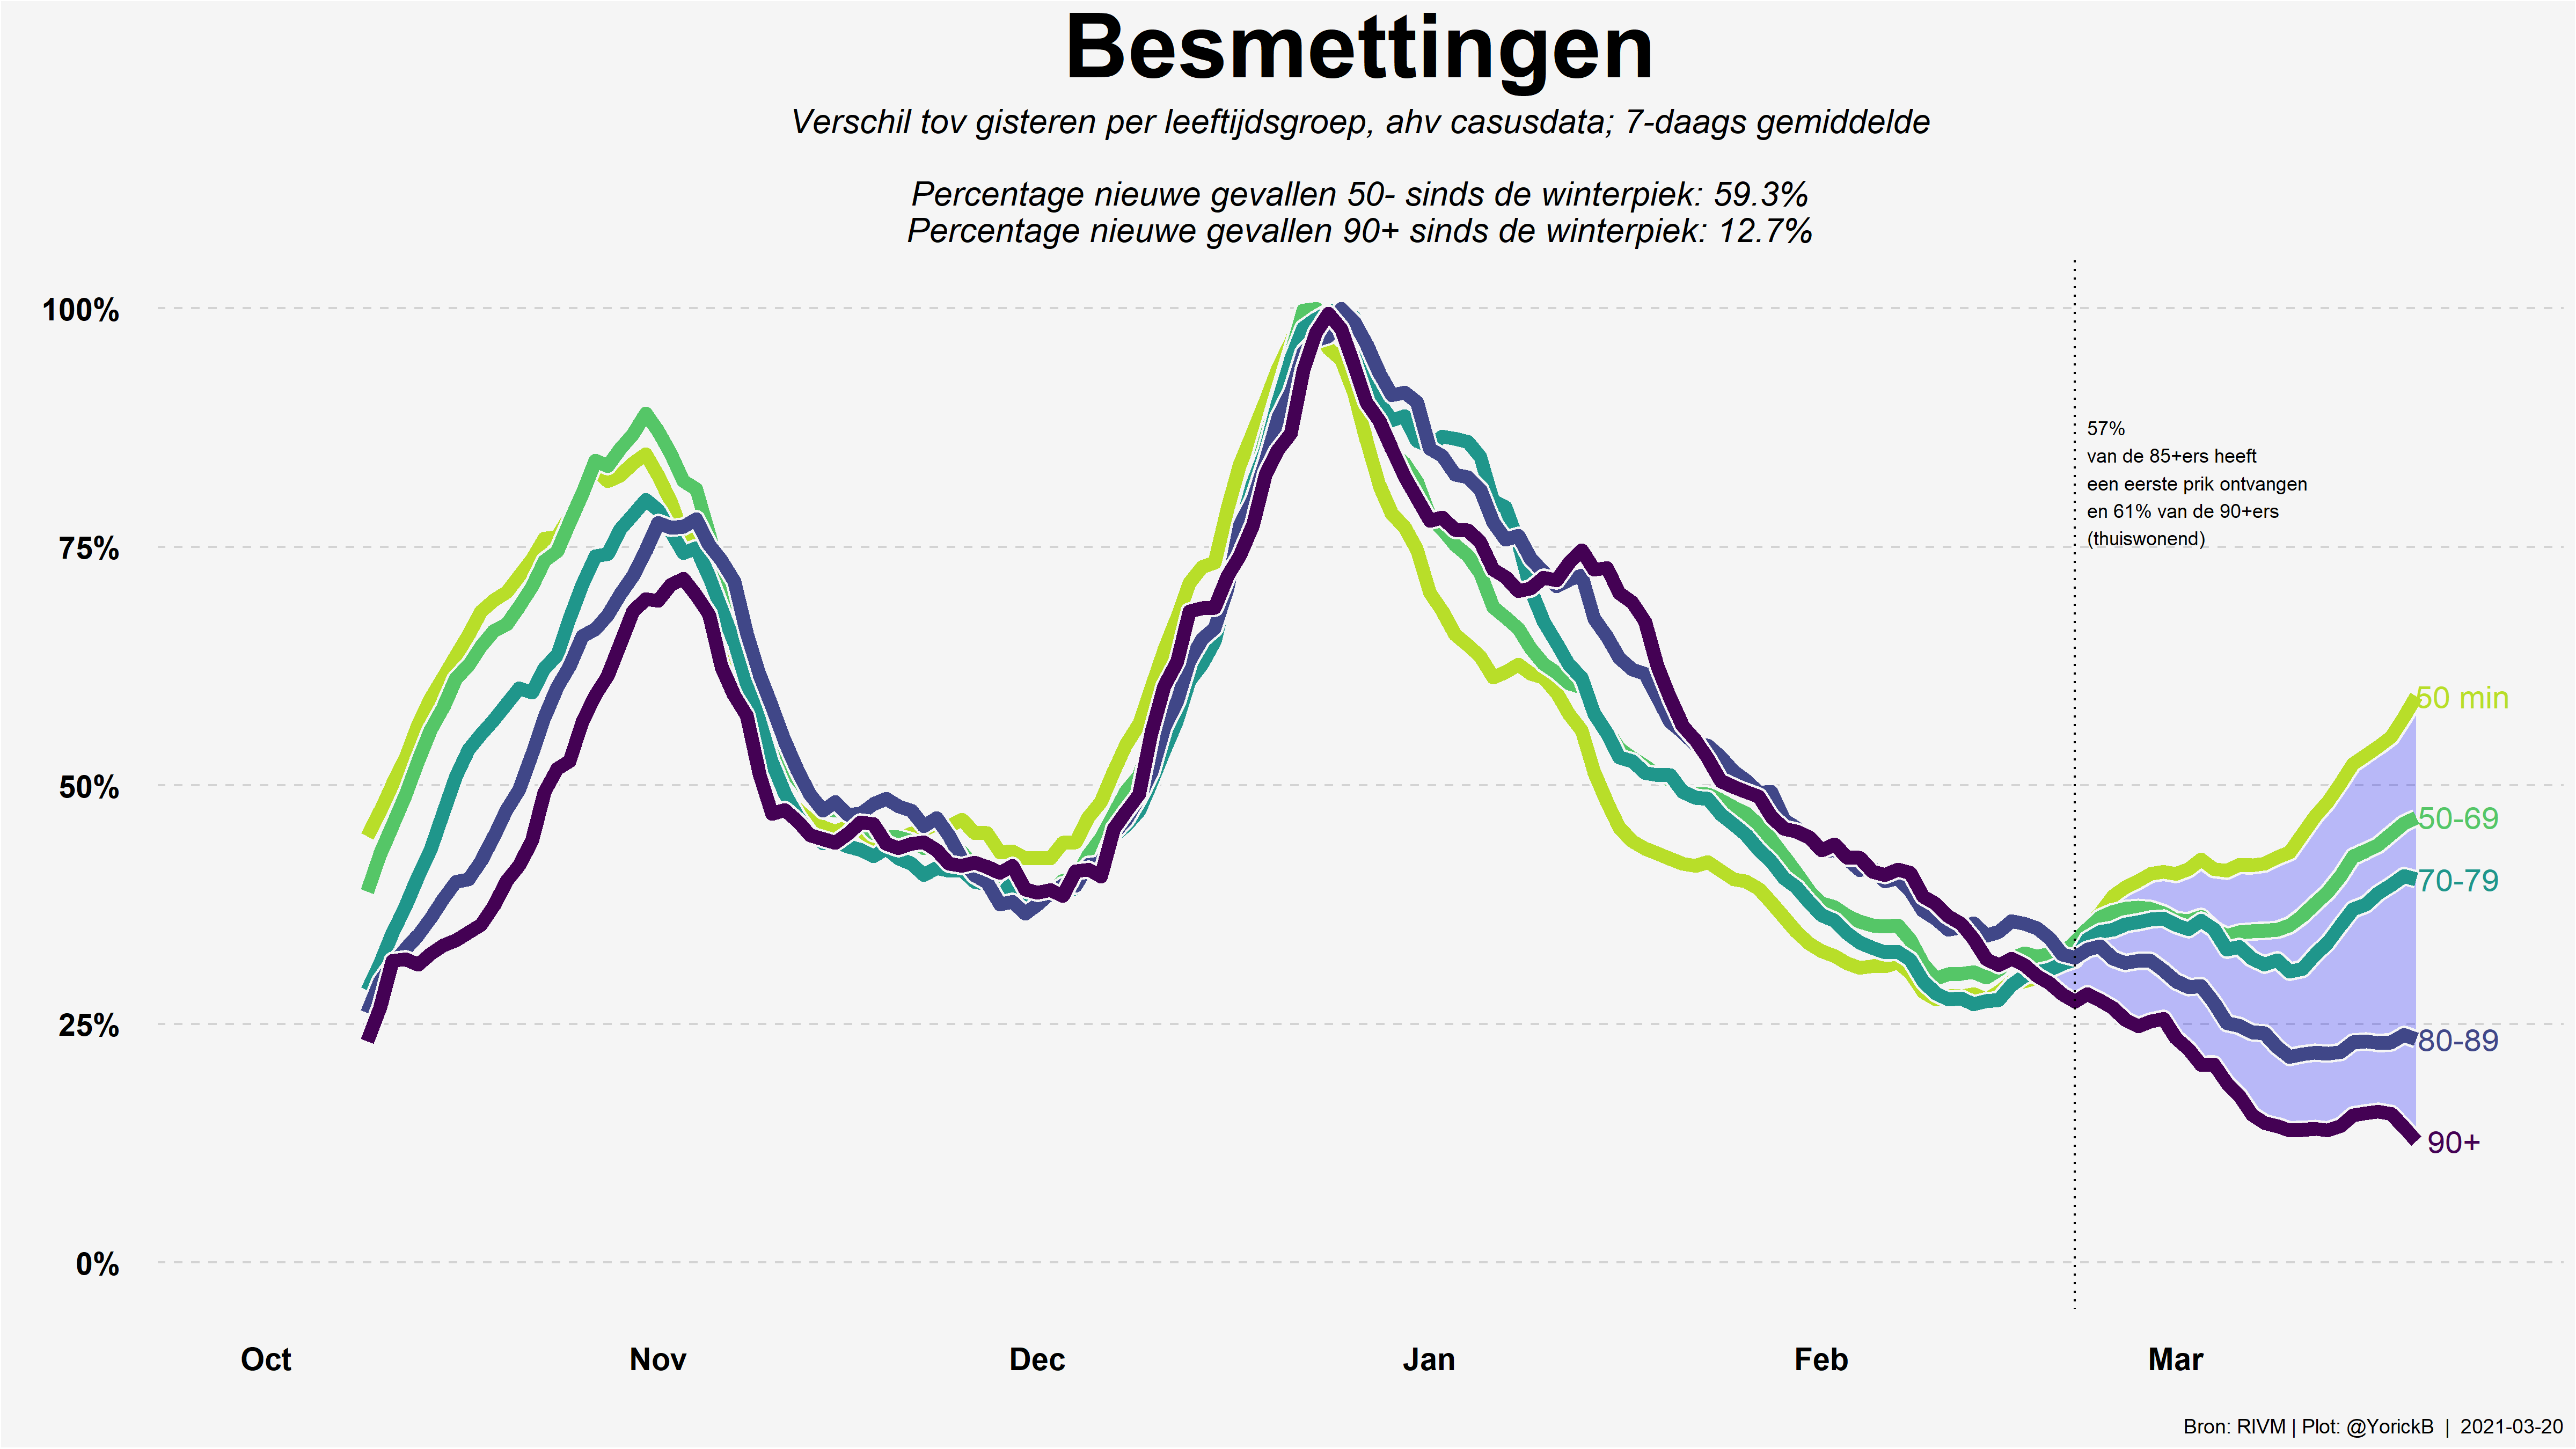 Besmettingen
Verschil tov gisteren per leeftijdsgroep, ahv casusdata; 7-daags gemiddelde
Percentage nieuwe gevallen 50- sinds de winterpiek: 59.3%
Percentage nieuwe gevallen 90+ sinds de winterpiek: 12.7%
100%
75%
50%
25%
0%
57%
van de 85+ers heeft
een eerste prik ontvangen
en 61% van de 90+ers
(thuiswonend)
50 min
50-69
70-79
80-89
90+
Oct Nov Dec Jan Feb Mar
Bron: RIVM | Plot: @YorickB | 2021-03-20